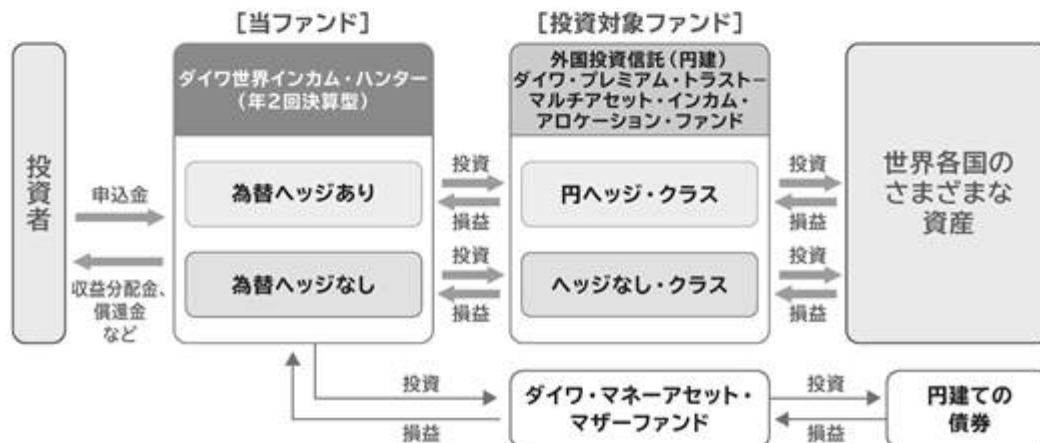 [当ファンド]
[投資対象ファンド]
投資者
申込金
収益分配金、
償還金
など
ダイワ世界インカム・ハンター
(年2回決算型)
為替ヘッジあり
為替ヘッジなし
投資
損益
投資
損益
外国投資信託(円建)
ダイワ・プレミアム・トラスト−
マルチアセット・インカム・
アロケーション・ファンド
円ヘッジ・クラス
ヘッジなし・クラス
投資
損益
投資
損益
世界各国の
さまざまな
資産
投資
損益
ダイワ・マネーアセット・
マザーファンド
投資
損益
円建ての
債券